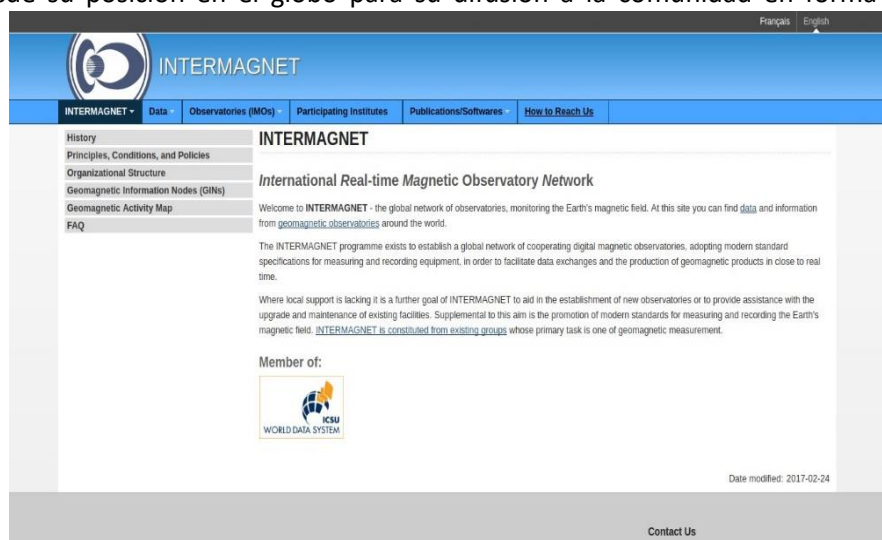 su posición en el globo para su difusión a la comunidad en forma
Français English
INTERMAGNET
INTERMAGNET Data Observatories (IMOs) Participating Institutes Publications/Softwares How to Reach Us
History
Principles, Conditions, and Policies
Organizational Structure
Geomagnetic Information Nodes (GINs)
Geomagnetic Activity Map
FAQ
INTERMAGNET
International Real-time Magnetic Observatory Network
Welcome to INTERMAGNET - the global network of observatories, monitoring the Earth's magnetic field. At this site you can find data and information
from geomagnetic observatories around the world.
The INTERMAGNET programme exists to establish a global network of cooperating digital magnetic observatories, adopting modern standard
specifications for measuring and recording equipment, in order to facilitate data exchanges and the production of geomagnetic products in close to real
time.
Where local support is lacking it is a further goal of INTERMAGNET to aid in the establishment of new observatories or to provide assistance with the
upgrade and maintenance of existing facilities. Supplemental to this aim is the promotion of modern standards for measuring and recording the Earth's
magnetic field. INTERMAGNET is constituted from existing groups whose primary task is one of geomagnetic measurement.
Member of:
ICSU
WORLD DATA SYSTEM
Date modified: 2017-02-24
Contact Us